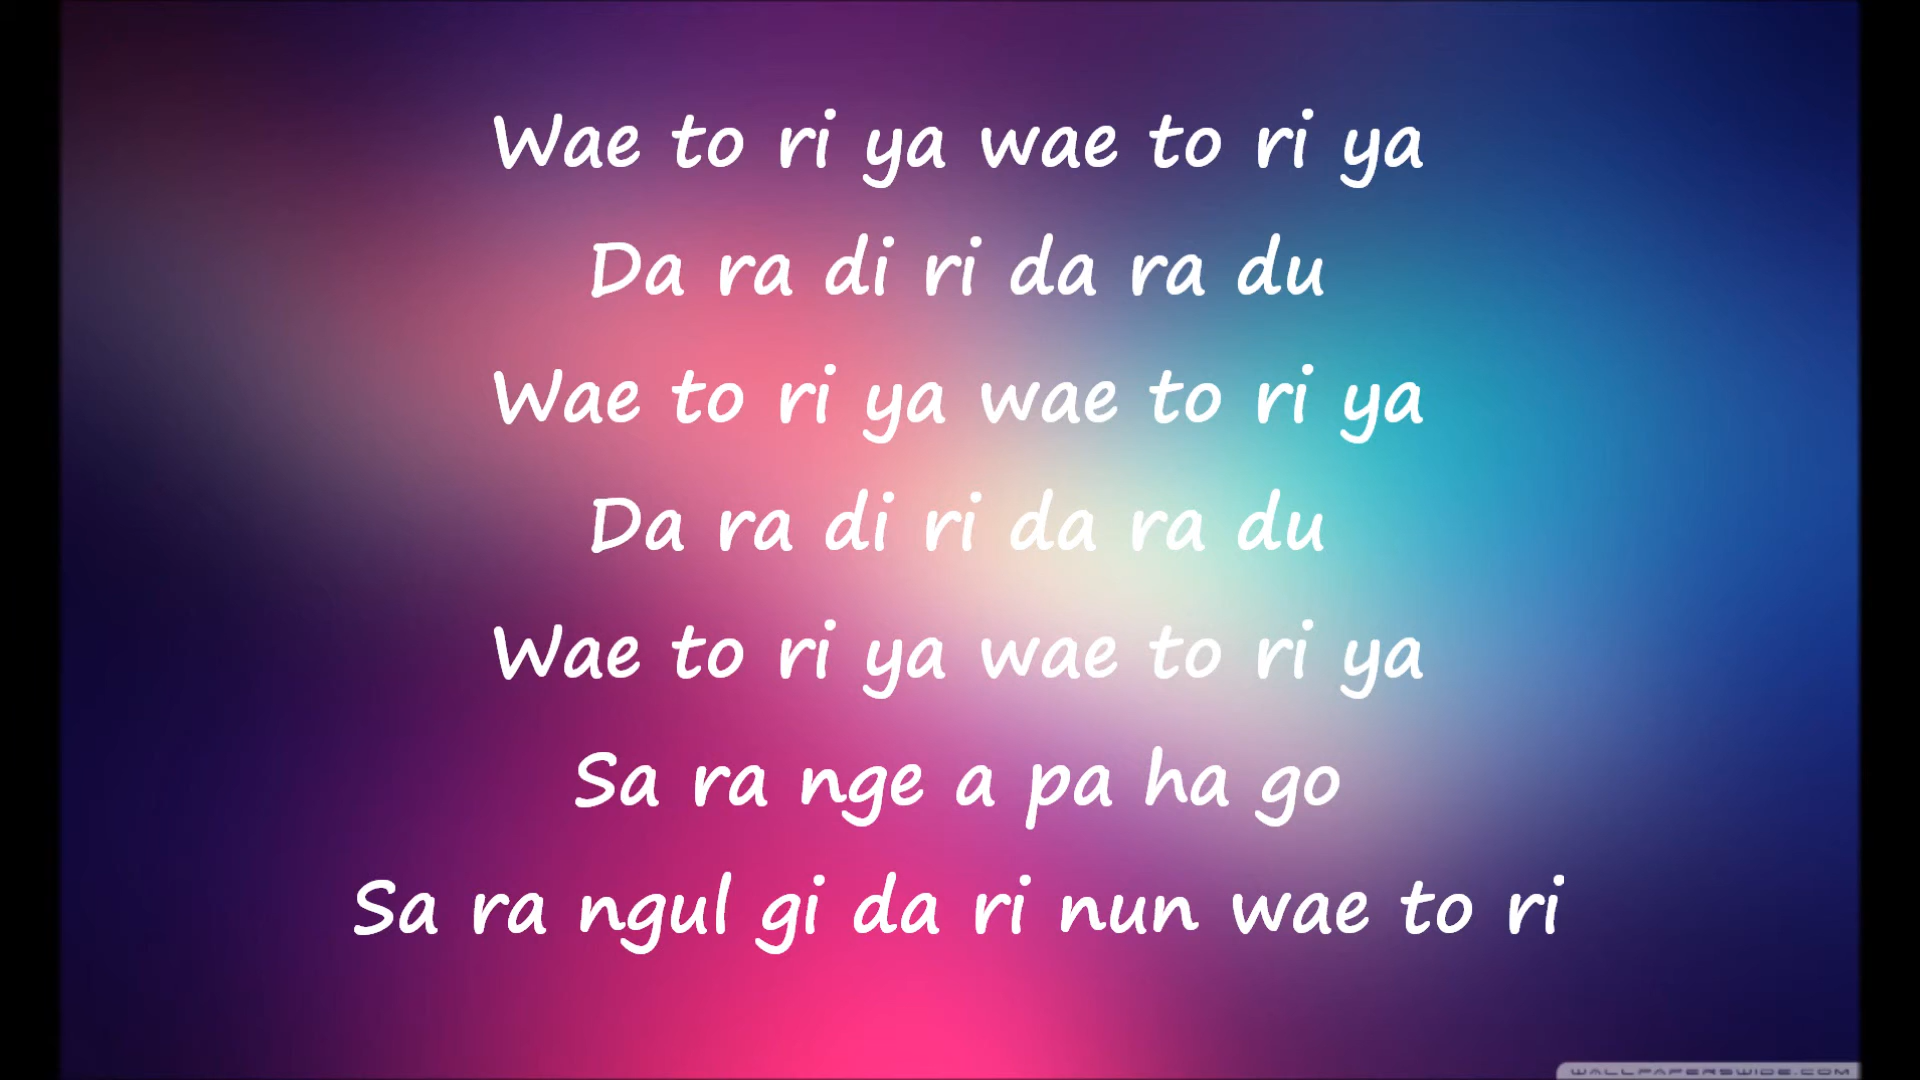 Wae to ri ya wae to ri ya
Da ra di ri da ra du
Wae to ri ya wae to ri ya
Da ra di ri da ra du
Wae to ri ya wae to ri ya
Sa ra nge a pa ha go
Sa ra ngul gi da ri nun wae to ri
WALLPAPERSWIDE.COM